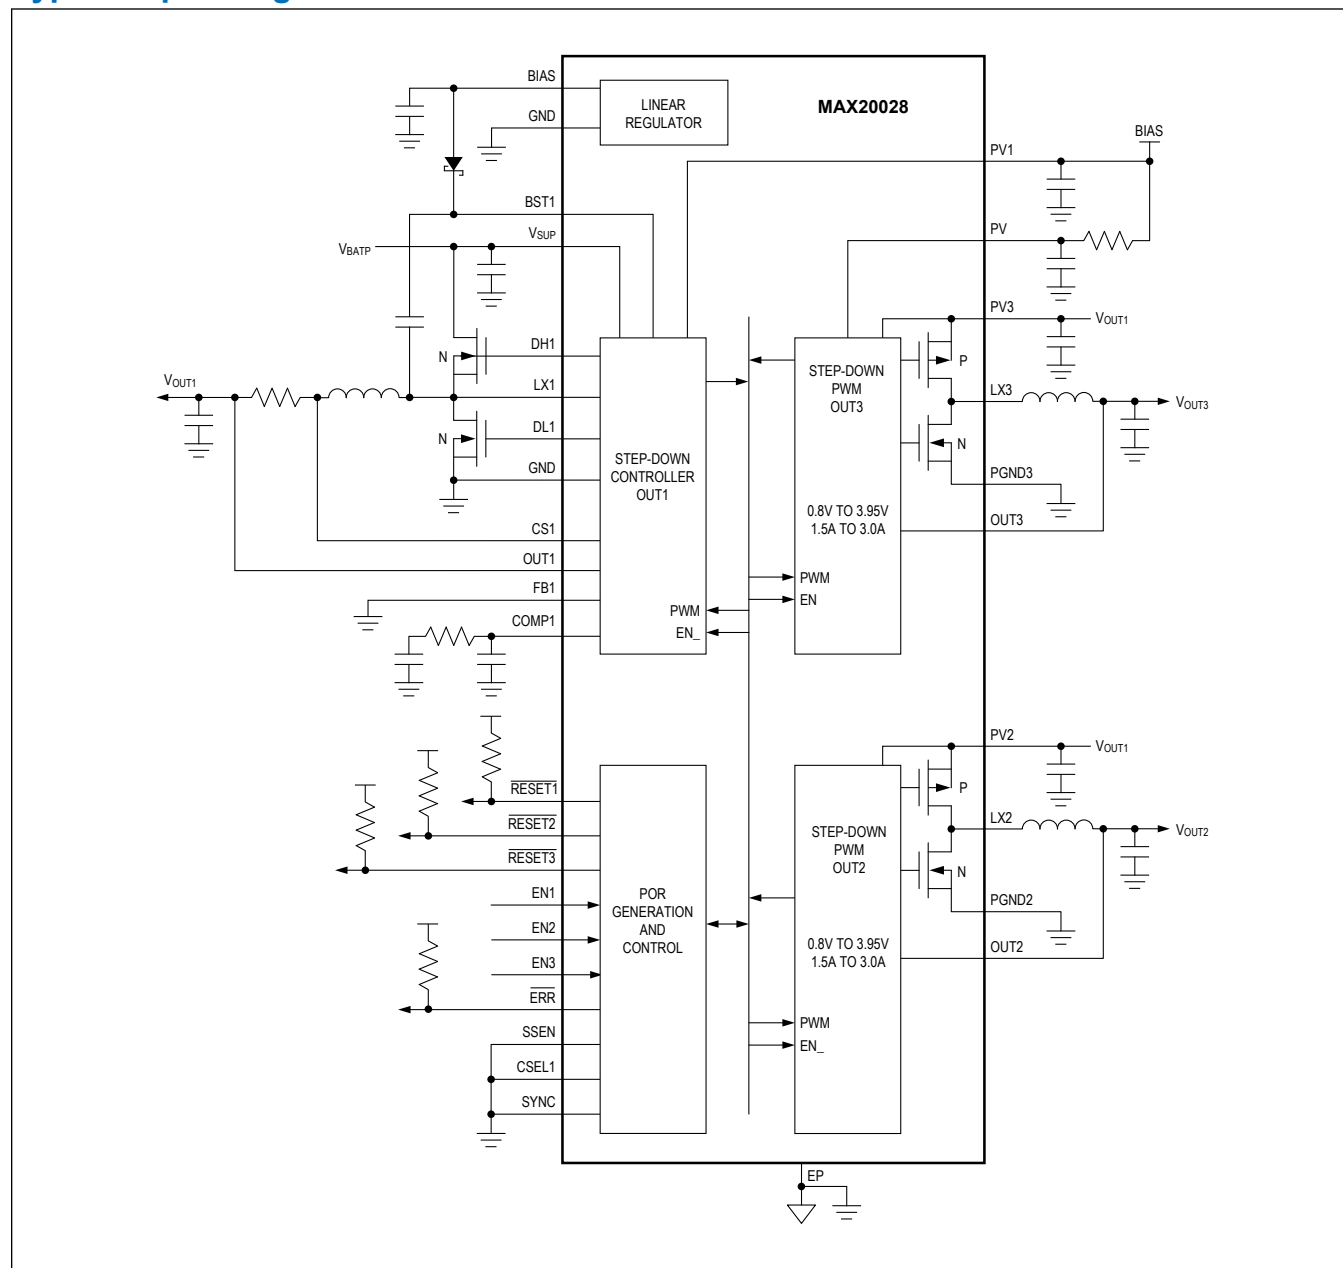 BIAS
GND
LINEAR
REGULATOR
MAX20028
BIAS
PV1
BST1
VSUP
VBATP
PV
PV3
VOUT1
DH1
N
LX1
VOUT1
DL1
N
GND
STEP-DOWN
CONTROLLER
OUT1
CS1
OUT1
FB1
COMP1
PWM
EN_
STEP-DOWN
PWM
OUT3
0.8V TO 3.95V
1.5A TO 3.0A
PWM
EN
P
LX3
VOUT3
N
PGND3
OUT3
RESET1
RESET2
RESET3
EN1
EN2
EN3
ERR
SSEN
CSEL1
SYNC
POR
GENERATION
AND
CONTROL
PV2
VOUT1
P
STEP-DOWN
PWM
OUT2
LX2
VOUT2
N
PGND2
0.8V TO 3.95V
1.5A TO 3.0A
OUT2
PWM
EN_
EP